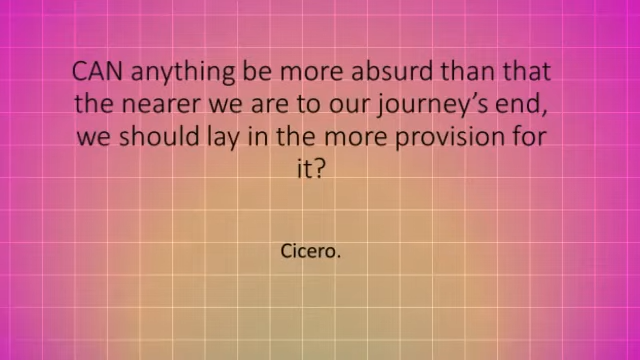 CAN anything be more absurd than that
the nearer we are to our journey’s end,
we should lay in the more provision for
it?
Cicero.